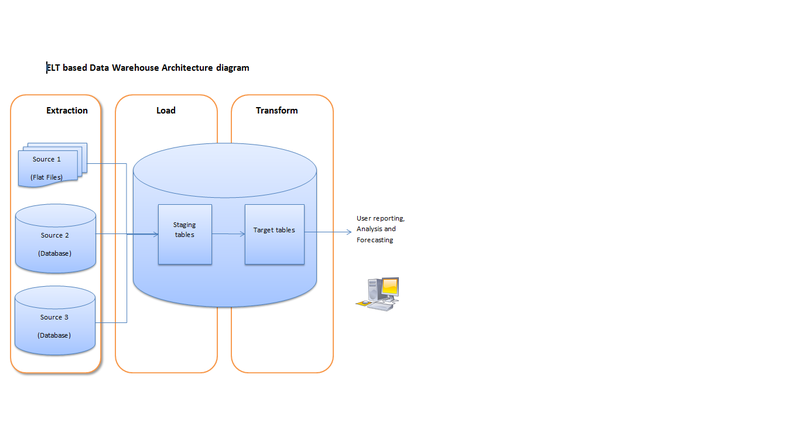 ELT based Data Warehouse Architecture diagram
Extraction
Load
Transform
Source 1
(Flat Files)
Source 2
(Database)
Source 3
(Database)
Staging
tables
Target tables
User reporting,
Analysis and
Forecasting